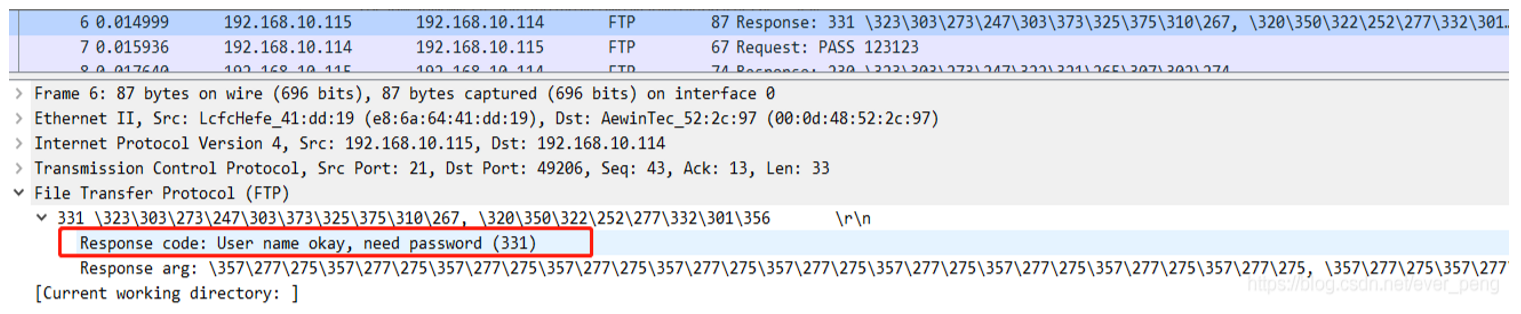 6 0.014999 192.168.10.115 192.168.10.114 FTP 87 Response: 331 \323\303\273\247\303\373\325\375\310\267, \320\350\322\252\277\332\301…
7 0.015936 192.168.10.114 192.168.10.115 FTP 67 Request: PASS 123123
8 0.017640 192.168.10.115 192.168.10.114 FTP 74 Response: 230 \323\303\273\247\322\321\265\307\302\274
Frame 6: 87 bytes on wire (696 bits), 87 bytes captured (696 bits) on interface 0
Ethernet II, Src: LcfcHefe_41:dd:19 (e8:6a:64:41:dd:19), Dst: AewinTec_52:2c:97 (00:0d:48:52:2c:97)
Internet Protocol Version 4, Src: 192.168.10.115, Dst: 192.168.10.114
Transmission Control Protocol, Src Port: 21, Dst Port: 49206, Seq: 43, Ack: 13, Len: 33
File Transfer Protocol (FTP)
331 \323\303\273\247\303\373\325\375\310\267, \320\350\322\252\277\332\301\356 \r\n
Response code: User name okay, need password (331)
Response arg: \357\277\275\357\277\275\357\277\275\357\277\275\357\277\275\357\277\275\357\277\275\357\277\275\357\277\275\357\277\275, \357\277\275\357\277
[Current working directory: ]
https://blog.csdn.net/ever_peng